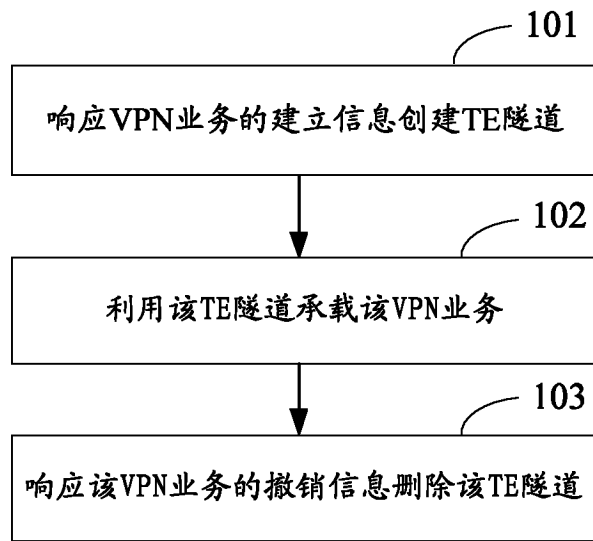 101
响应VPN业务的建立信息创建TE隧道
102
利用该TE隧道承载该VPN业务
103
响应该VPN业务的撤销信息删除该TE隧道